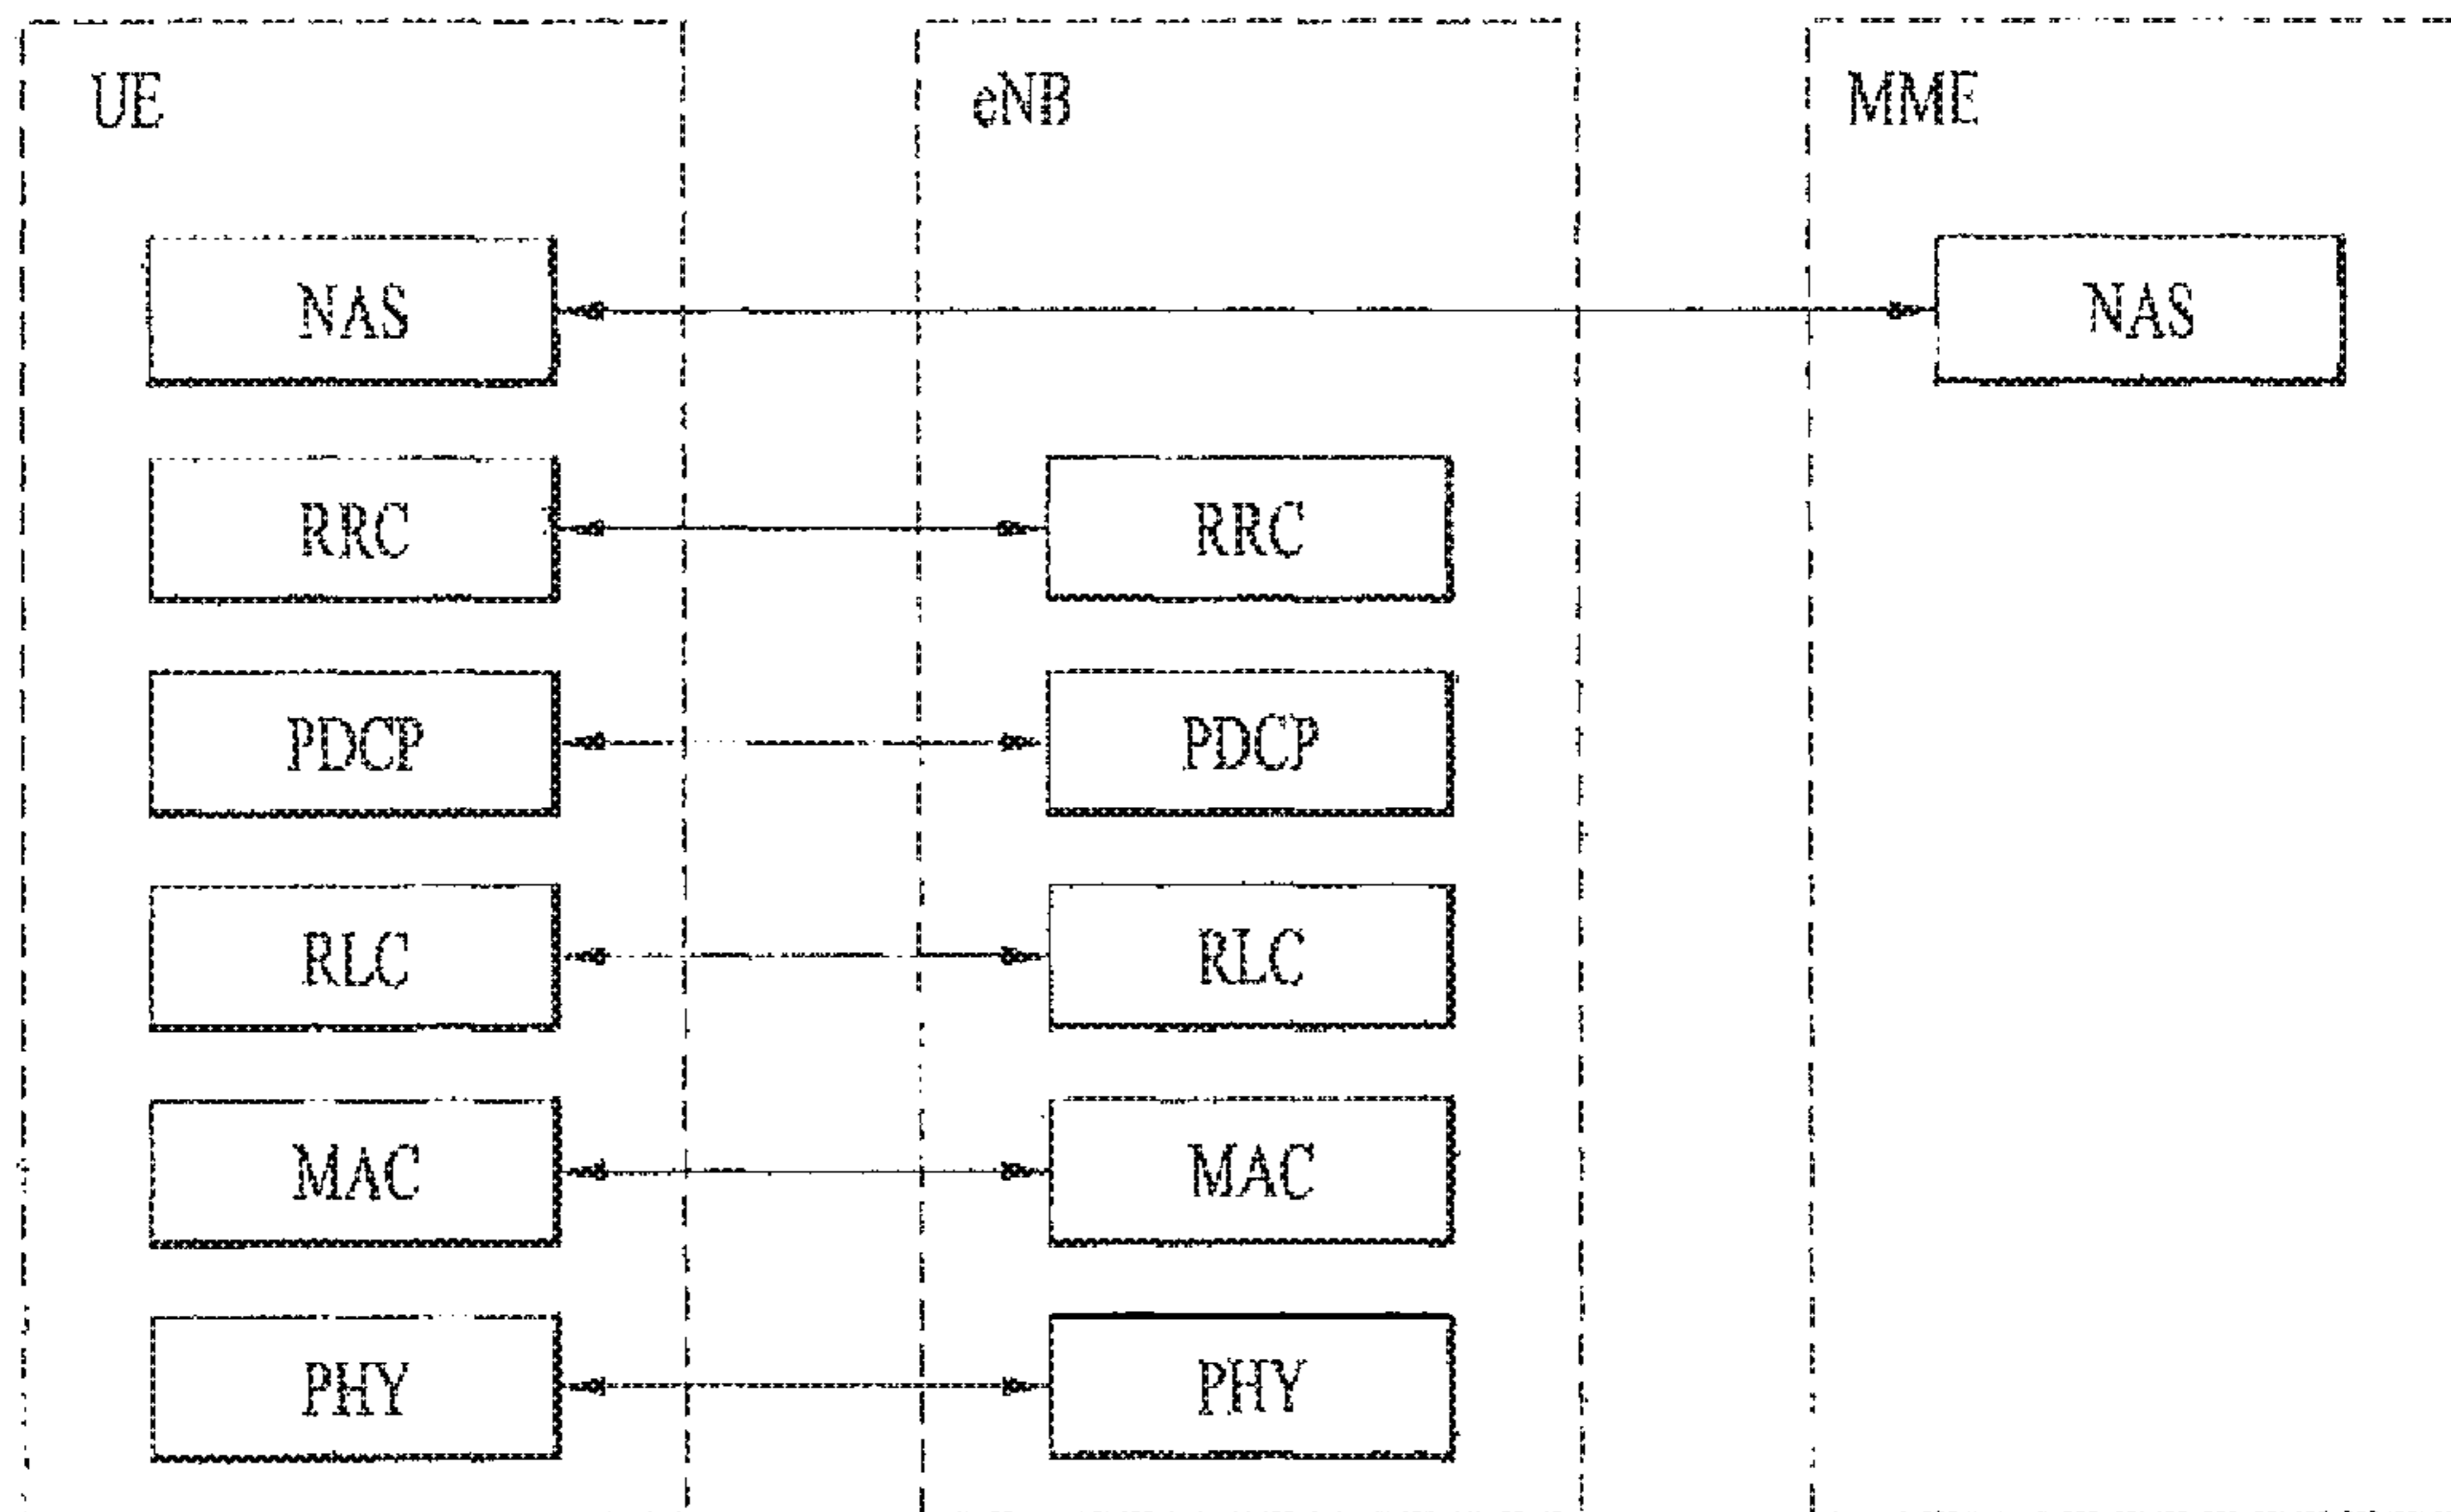 UE eNB MME
NAS NAS
RRC RRC
PDCP PDCP
RLC RLC
MAC MAC
PHY PHY